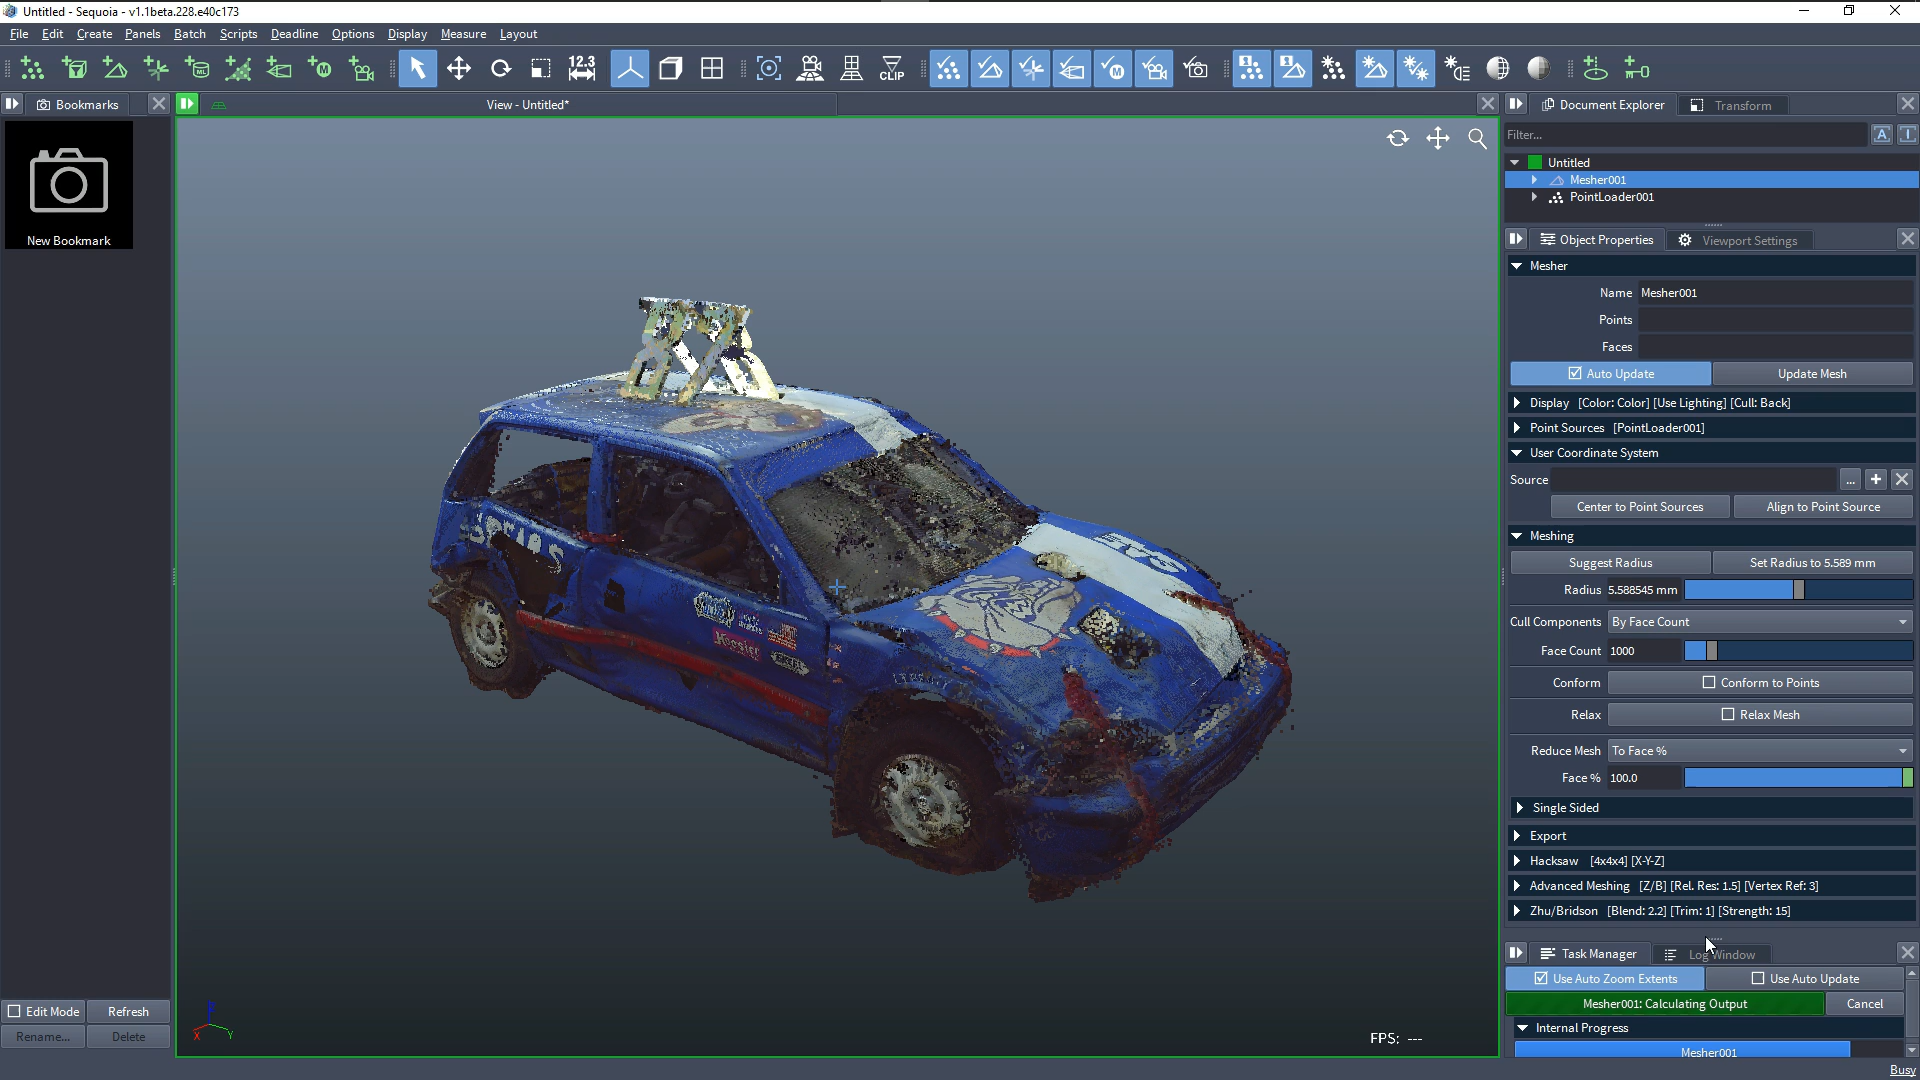 Untitled - Sequoia - v1.1beta.228.e40c173
File Edit Create Panels Batch Scripts Deadline Options Display Measure Layout
12.3
CLIP
Bookmarks
View - Untitled*
Document Explorer
Transform
New Bookmark
Filter...
Untitled
Mesher001
PointLoader001
Object Properties
Viewport Settings
Mesher
Name Mesher001
Points
Faces
Auto Update
Update Mesh
Display [Color: Color] [Use Lighting] [Cull: Back]
Point Sources [PointLoader001]
User Coordinate System
Source ...
Center to Point Sources
Align to Point Source
Meshing
Suggest Radius
Set Radius to 5.589 mm
Radius 5.588545 mm
Cull Components By Face Count
Face Count 1000
Conform Conform to Points
Relax Relax Mesh
Reduce Mesh To Face %
Face % 100.0
Single Sided
Export
Hacksaw [4x4x4] [X-Y-Z]
Advanced Meshing [Z/B] [Rel. Res: 1.5] [Vertex Ref: 3]
Zhu/Bridson [Blend: 2.2] [Trim: 1] [Strength: 15]
Task Manager
Log Window
Use Auto Zoom Extents
Use Auto Update
Mesher001: Calculating Output
Cancel
Internal Progress
Mesher001
Edit Mode
Refresh
Rename...
Delete
Hoosier
X
Y
FPS: ---
Busy